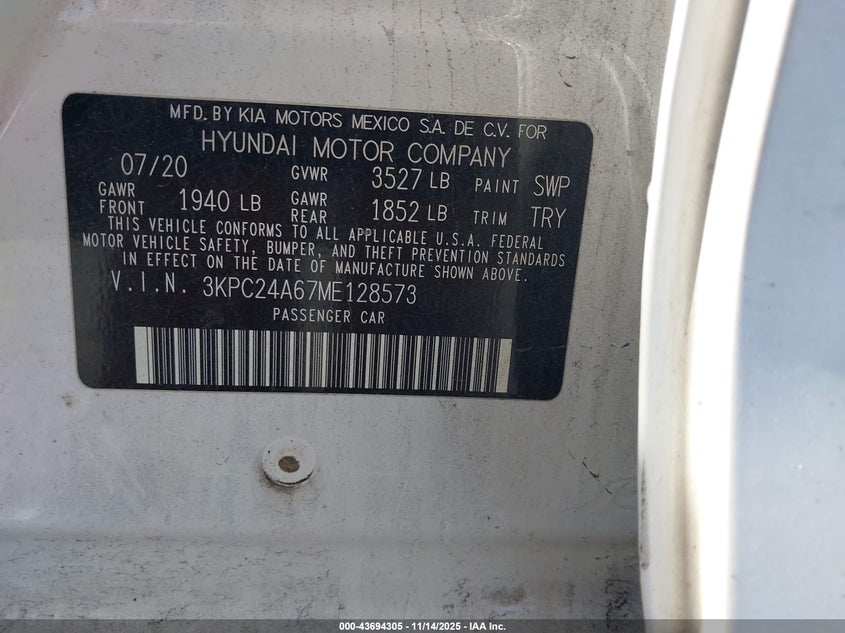 MFD. BY KIA MOTORS MEXICO S.A. DE C.V. FOR
HYUNDAI MOTOR COMPANY
07/20 GVWR 3527 LB PAINT SWP
GAWR FRONT 1940 LB GAWR REAR 1852 LB TRIM TRY
THIS VEHICLE CONFORMS TO ALL APPLICABLE U.S.A. FEDERAL
MOTOR VEHICLE SAFETY, BUMPER, AND THEFT PREVENTION STANDARDS
IN EFFECT ON THE DATE OF MANUFACTURE SHOWN ABOVE.
V.I.N. 3KPC24A67ME128573
PASSENGER CAR
000-43694305 | 11/14/2025 | IAA Inc.